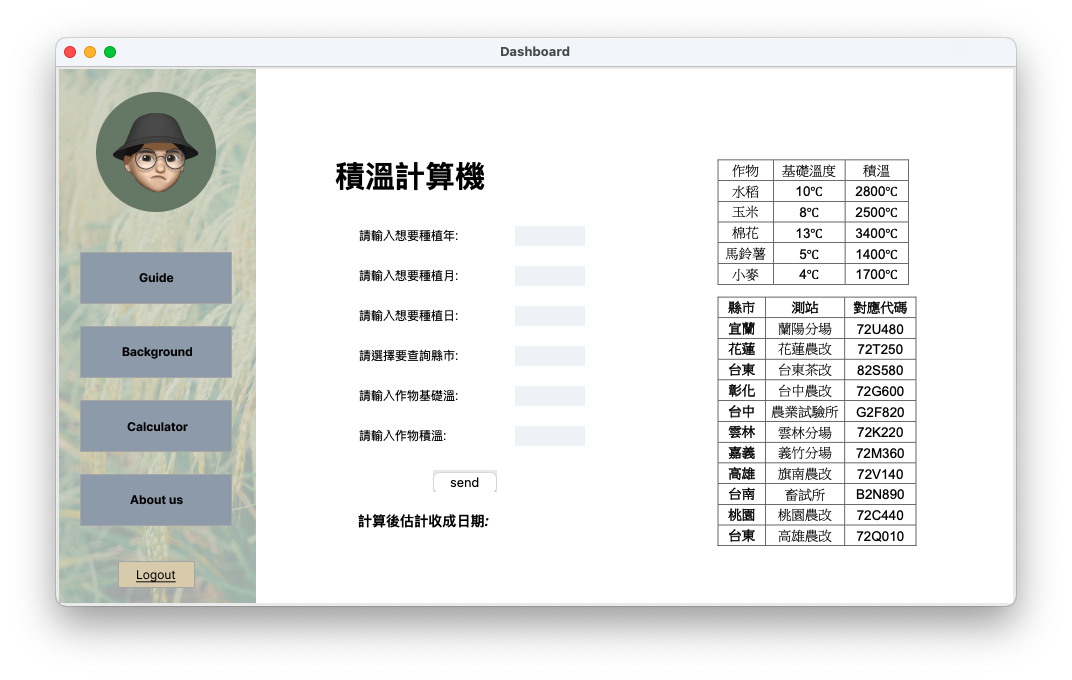 Dashboard
Guide
Background
Calculator
About us
Logout
積溫計算機
請輸入想要種植年:
請輸入想要種植月:
請輸入想要種植日:
請選擇要查詢縣市:
請輸入作物基礎溫:
請輸入作物積溫:
send
計算後估計收成日期:
作物 基礎溫度 積溫
水稻 10℃ 2800℃
玉米 8℃ 2500℃
棉花 13℃ 3400℃
馬鈴薯 5℃ 1400℃
小麥 4℃ 1700℃
縣市 測站 對應代碼
宜蘭 蘭陽分場 72U480
花蓮 花蓮農改 72T250
台東 台東茶改 82S580
彰化 台中農改 72G600
台中 農業試驗所 G2F820
雲林 雲林分場 72K220
嘉義 義竹分場 72M360
高雄 旗南農改 72V140
台南 畜試所 B2N890
桃園 桃園農改 72C440
台東 高雄農改 72Q010